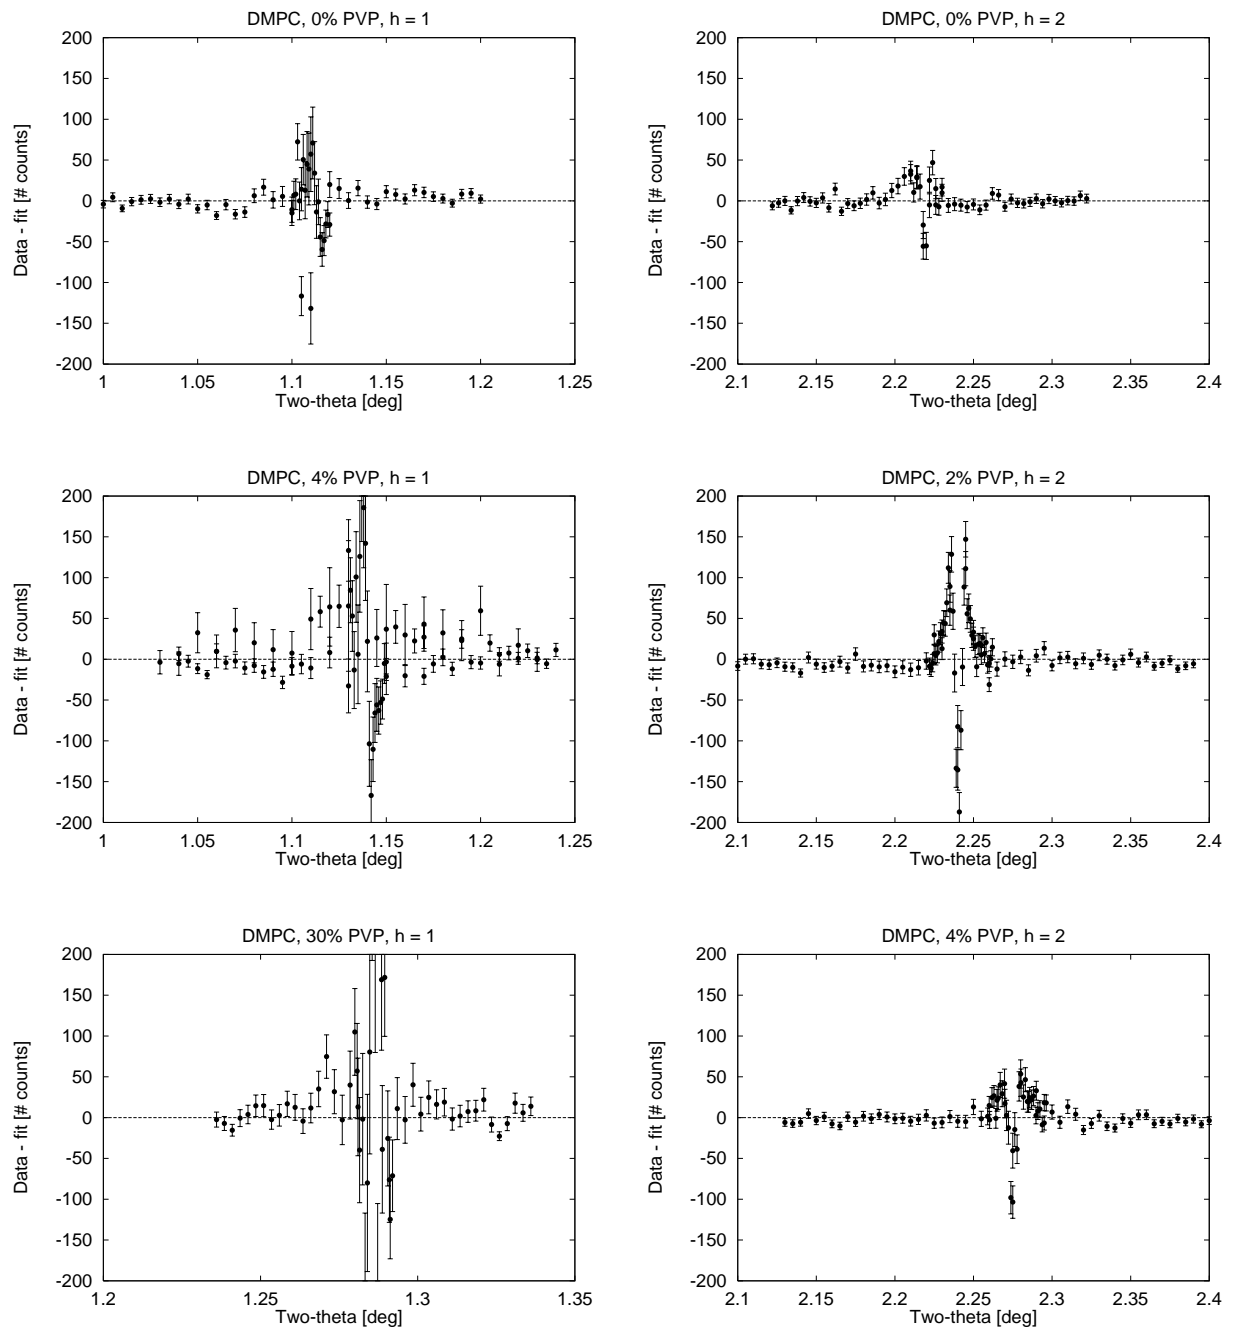 DMPC, 0% PVP, h = 1
200
150
100
50
0
-50
-100
-150
-200
Data - fit [# counts]
1 1.05 1.1 1.15 1.2 1.25
Two-theta [deg]
DMPC, 0% PVP, h = 2
200
150
100
50
0
-50
-100
-150
-200
Data - fit [# counts]
2.1 2.15 2.2 2.25 2.3 2.35 2.4
Two-theta [deg]
DMPC, 4% PVP, h = 1
200
150
100
50
0
-50
-100
-150
-200
Data - fit [# counts]
1 1.05 1.1 1.15 1.2 1.25
Two-theta [deg]
DMPC, 2% PVP, h = 2
200
150
100
50
0
-50
-100
-150
-200
Data - fit [# counts]
2.1 2.15 2.2 2.25 2.3 2.35 2.4
Two-theta [deg]
DMPC, 30% PVP, h = 1
200
150
100
50
0
-50
-100
-150
-200
Data - fit [# counts]
1.2 1.25 1.3 1.35
Two-theta [deg]
DMPC, 4% PVP, h = 2
200
150
100
50
0
-50
-100
-150
-200
Data - fit [# counts]
2.1 2.15 2.2 2.25 2.3 2.35 2.4
Two-theta [deg]